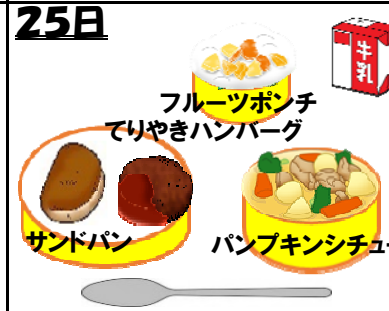 25日
牛乳
フルーツポンチ
てりやきハンバーグ
サンドパン
パンプキンシチュー